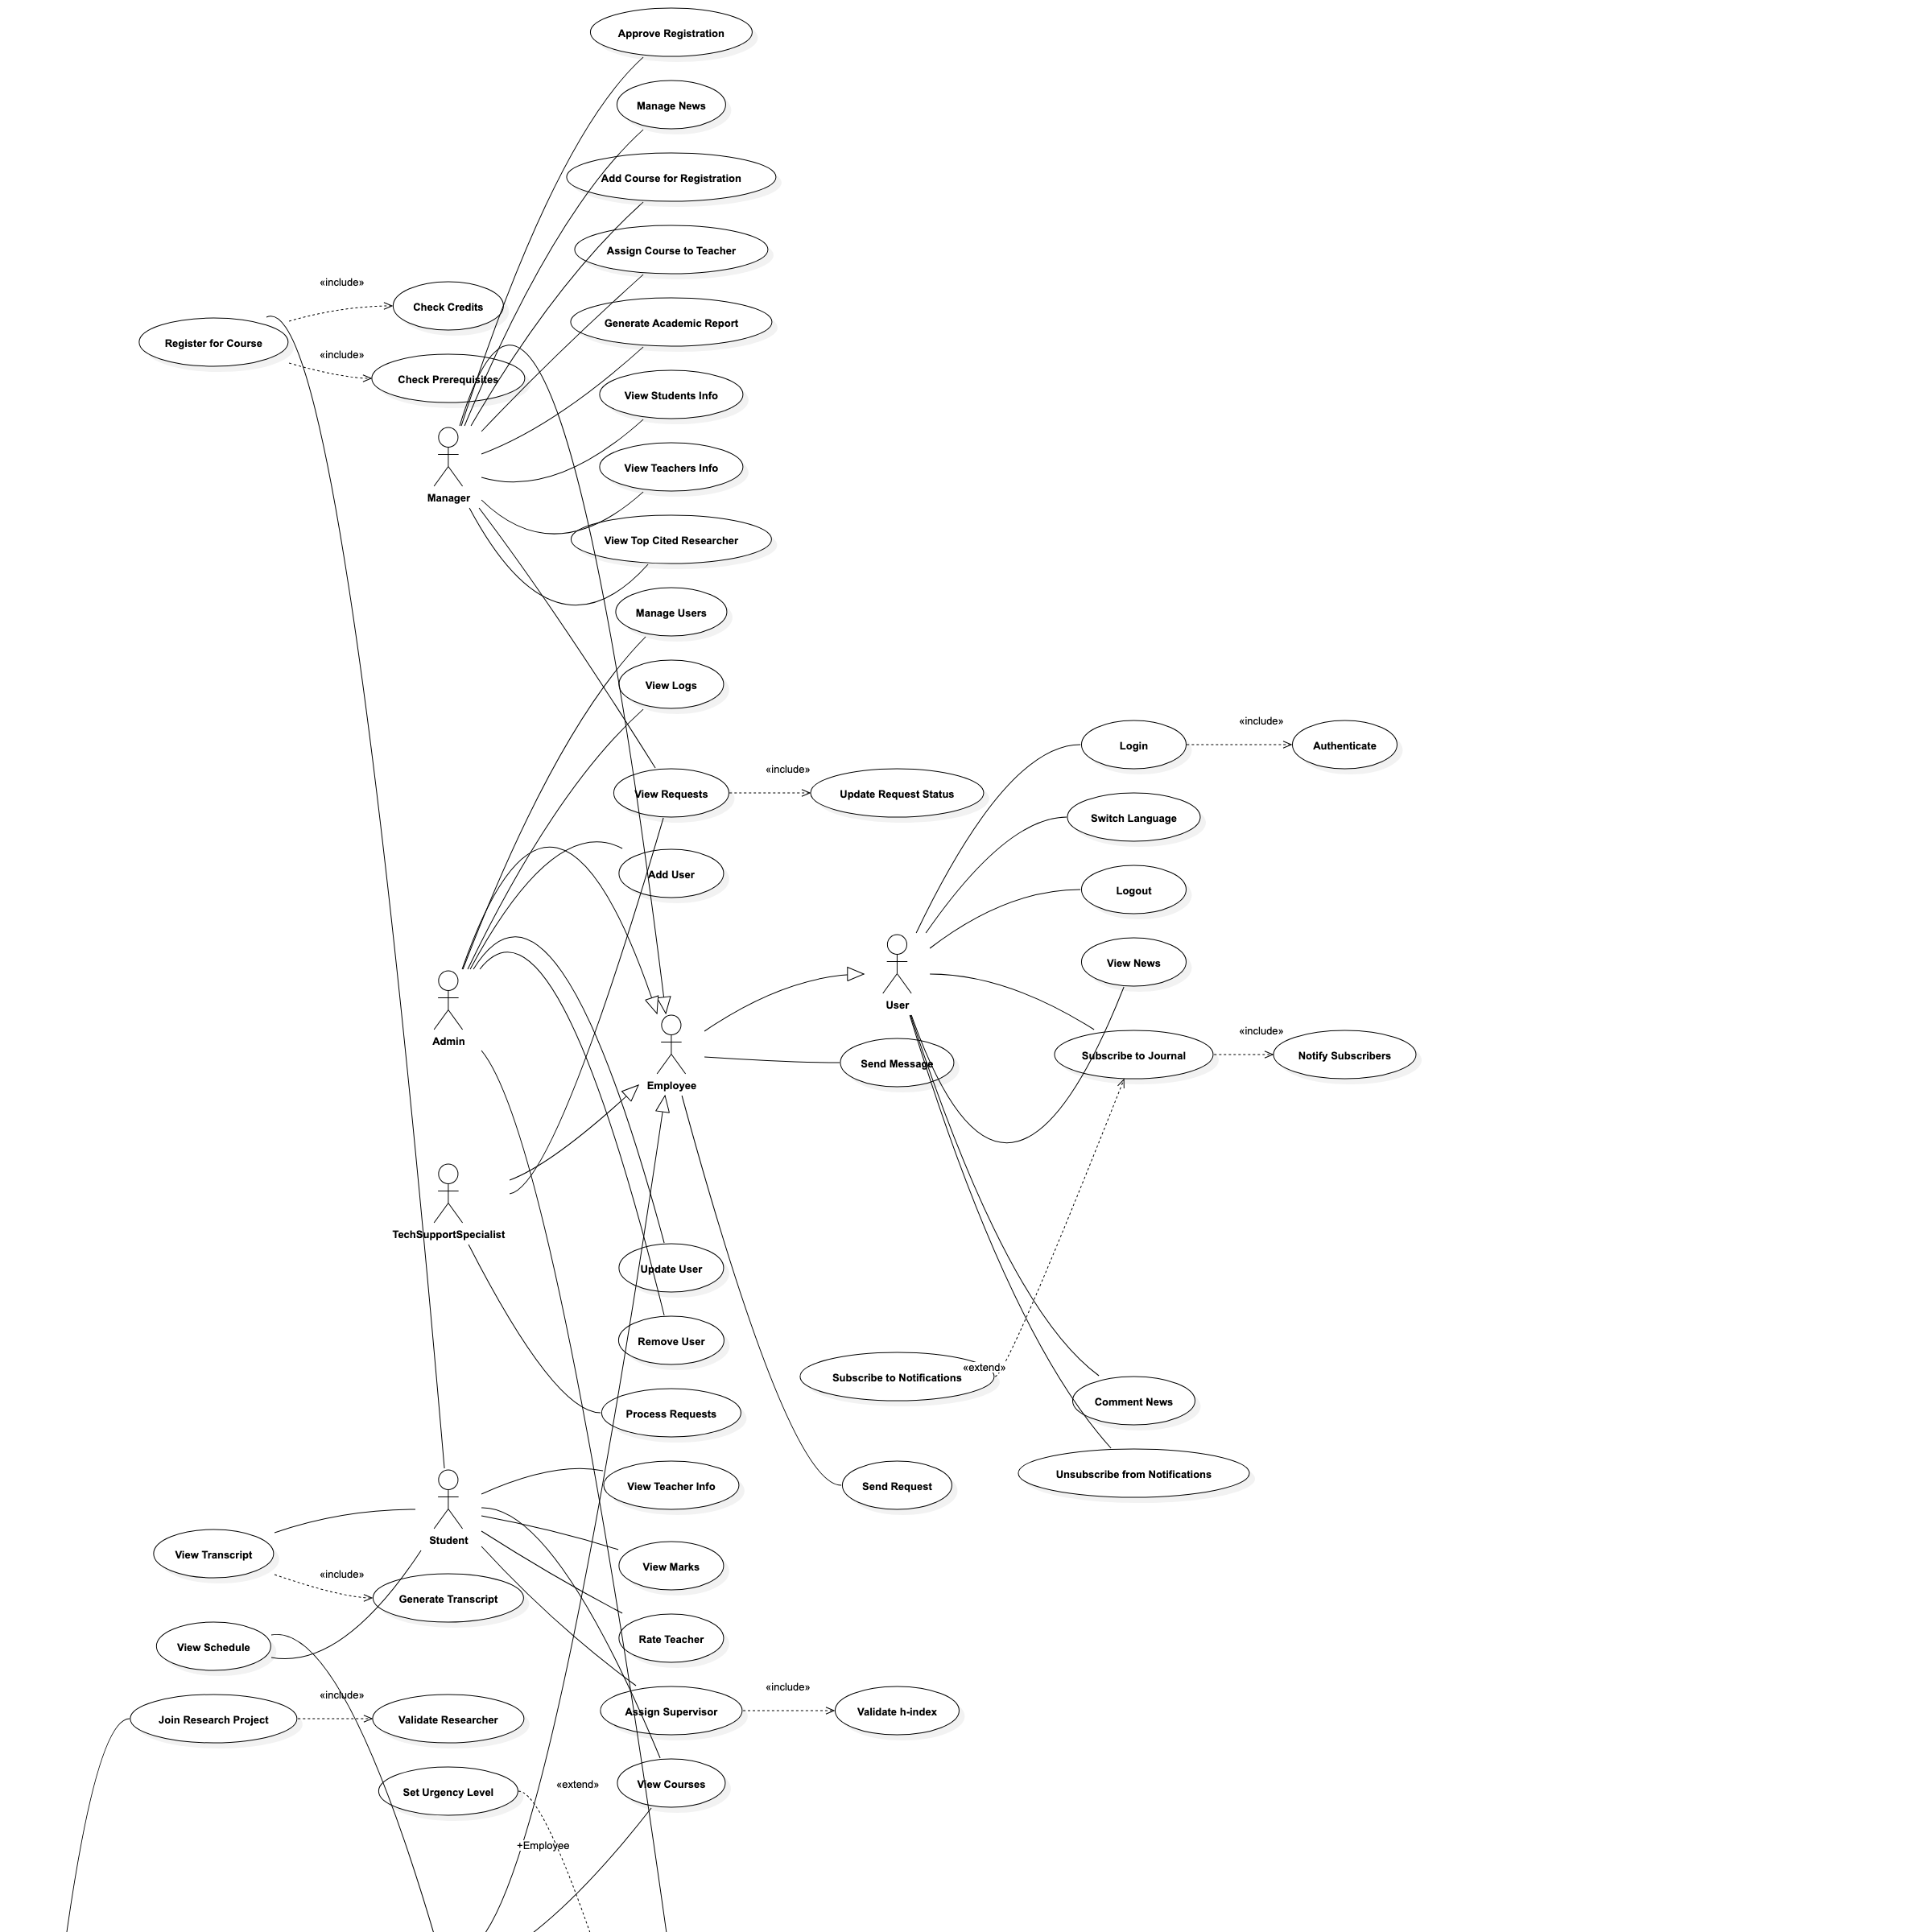 Approve Registration
Manage News
Add Course for Registration
Assign Course to Teacher
«include»
Check Credits
Generate Academic Report
Register for Course
«include»
Check Prerequisites
View Students Info
View Teachers Info
Manager
View Top Cited Researcher
Manage Users
View Logs
«include»
Login
Authenticate
«include»
View Requests
Update Request Status
Switch Language
Add User
Logout
View News
User
«include»
Admin
Subscribe to Journal
Notify Subscribers
Send Message
Employee
TechSupportSpecialist
Update User
Remove User
«extend»
Subscribe to Notifications
Comment News
Process Requests
Unsubscribe from Notifications
View Teacher Info
Send Request
Student
View Transcript
View Marks
«include»
Generate Transcript
Rate Teacher
View Schedule
«include»
«include»
Assign Supervisor
Validate h-index
Join Research Project
Validate Researcher
«extend»
View Courses
Set Urgency Level
+Employee